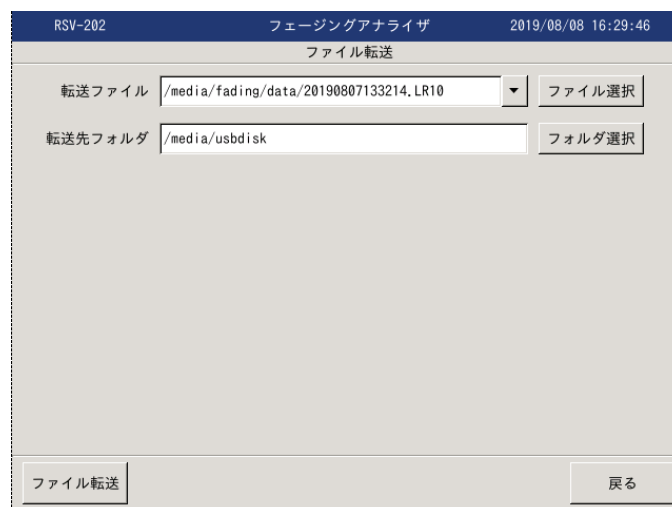 RSV-202 フェージングアナライザ 2019/08/08 16:29:46
ファイル転送
転送ファイル /media/fading/data/20190807133214.LR10 ファイル選択
転送先フォルダ /media/usbdisk フォルダ選択
ファイル転送 戻る